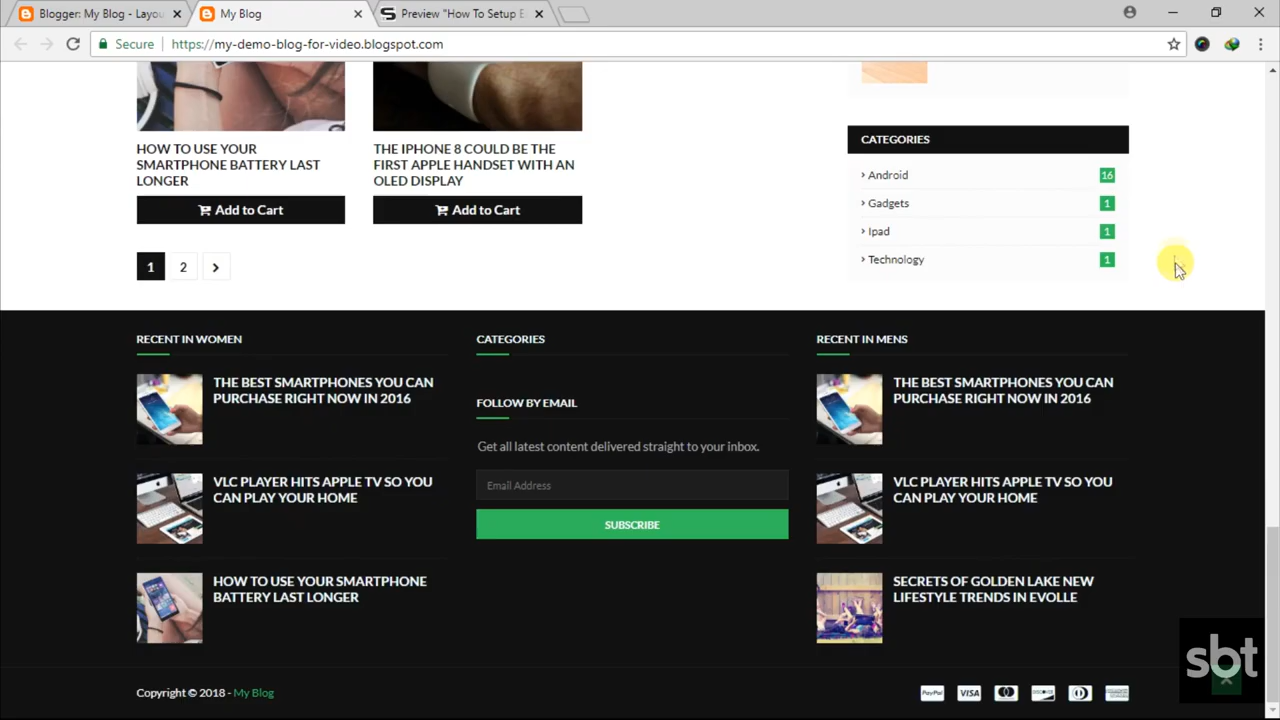 Blogger: My Blog - Layou
My Blog
Preview "How To Setup E
Secure
https://my-demo-blog-for-video.blogspot.com
HOW TO USE YOUR
SMARTPHONE BATTERY LAST
LONGER
Add to Cart
THE IPHONE 8 COULD BE THE
FIRST APPLE HANDSET WITH AN
OLED DISPLAY
Add to Cart
1 2
CATEGORIES
Android 16
Gadgets 1
Ipad 1
Technology 1
RECENT IN WOMEN
THE BEST SMARTPHONES YOU CAN
PURCHASE RIGHT NOW IN 2016
VLC PLAYER HITS APPLE TV SO YOU
CAN PLAY YOUR HOME
HOW TO USE YOUR SMARTPHONE
BATTERY LAST LONGER
CATEGORIES
FOLLOW BY EMAIL
Get all latest content delivered straight to your inbox.
Email Address
SUBSCRIBE
RECENT IN MENS
THE BEST SMARTPHONES YOU CAN
PURCHASE RIGHT NOW IN 2016
VLC PLAYER HITS APPLE TV SO YOU
CAN PLAY YOUR HOME
SECRETS OF GOLDEN LAKE NEW
LIFESTYLE TRENDS IN EVOLLE
sbt
Copyright © 2018 - My Blog
PayPal VISA